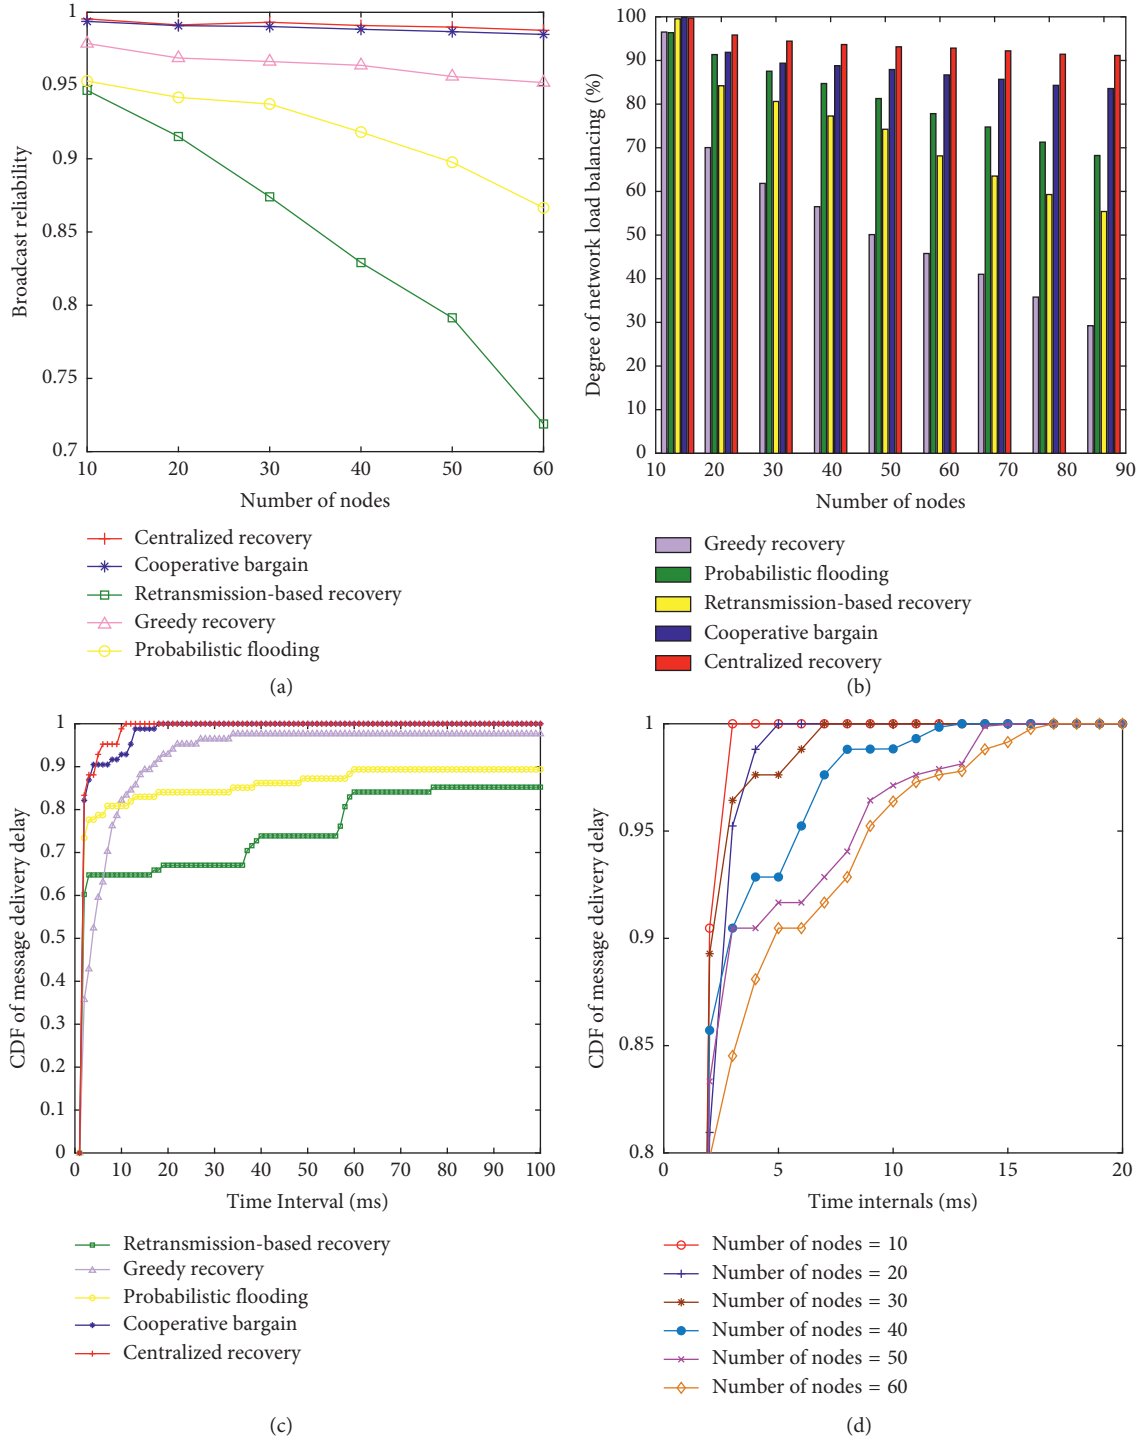 1
0.95
0.9
0.85
0.8
0.75
0.7
Broadcast reliability
10 20 30 40 50 60
Number of nodes
Centralized recovery
Cooperative bargain
Retransmission-based recovery
Greedy recovery
Probabilistic flooding
(a)
100
90
80
70
60
50
40
30
20
10
0
Degree of network load balancing (%)
10 20 30 40 50 60 70 80 90
Number of nodes
Greedy recovery
Probabilistic flooding
Retransmission-based recovery
Cooperative bargain
Centralized recovery
(b)
1
0.9
0.8
0.7
0.6
0.5
0.4
0.3
0.2
0.1
0
CDF of message delivery delay
0 10 20 30 40 50 60 70 80 90 100
Time Interval (ms)
Retransmission-based recovery
Greedy recovery
Probabilistic flooding
Cooperative bargain
Centralized recovery
(c)
1
0.95
0.9
0.85
0.8
CDF of message delivery delay
0 5 10 15 20
Time internals (ms)
Number of nodes = 10
Number of nodes = 20
Number of nodes = 30
Number of nodes = 40
Number of nodes = 50
Number of nodes = 60
(d)